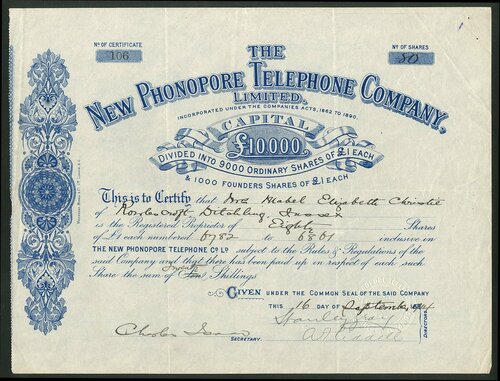 No OF CERTIFICATE
106
No OF SHARES
80
THE
NEW PHONOPORE TELEPHONE COMPANY,
LIMITED.
INCORPORATED UNDER THE COMPANIES ACTS, 1862 TO 1890.
CAPITAL
£10,000,
DIVIDED INTO 9000 ORDINARY SHARES OF £1 EACH
& 1000 FOUNDERS SHARES OF £1 EACH
This is to Certify that Mrs Mabel Elizabeth Christie
of Ditchling, Sussex
is the Registered Proprietor of Eighty Shares
of £1 each numbered 6782 to 6861 inclusive in
THE NEW PHONOPORE TELEPHONE Co LD subject to the Rules & Regulations of the
said Company and that there has been paid up in respect of each such
Share the sum of Twenty Shillings
GIVEN UNDER THE COMMON SEAL OF THE SAID COMPANY
THIS 16 DAY OF September
Stanley
Charles
SECRETARY.
DIRECTORS